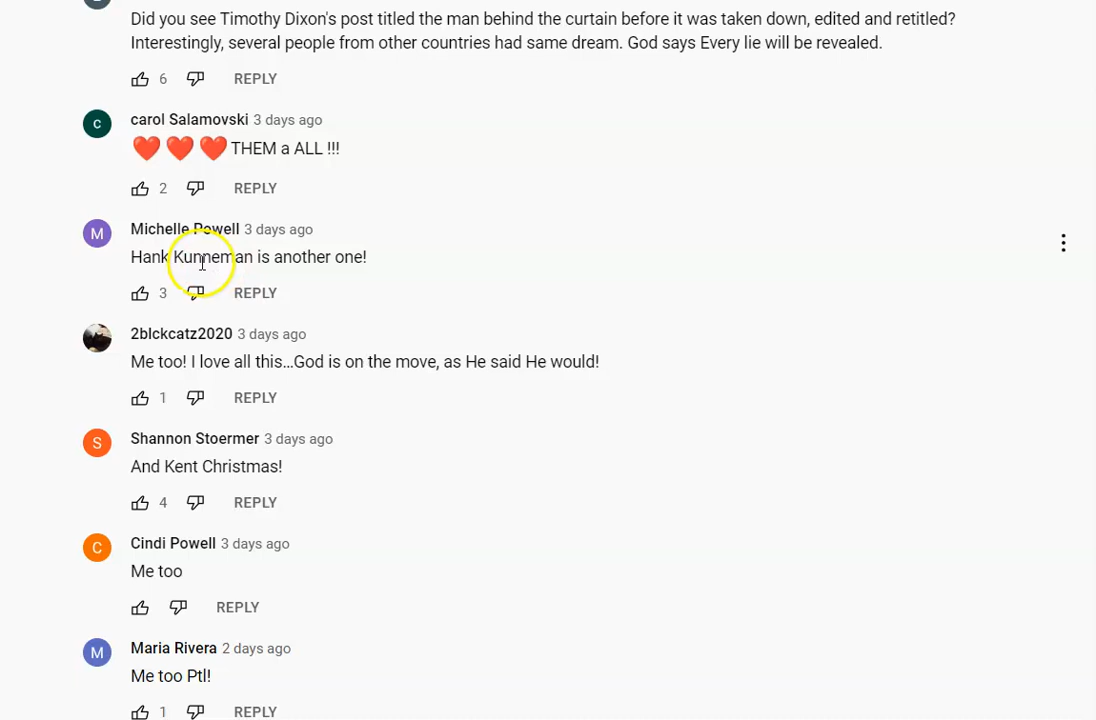 Did you see Timothy Dixon's post titled the man behind the curtain before it was taken down, edited and retitled?
Interestingly, several people from other countries had same dream. God says Every lie will be revealed.
6 REPLY
C carol Salamovski 3 days ago
❤️ ❤️ ❤️ THEM a ALL !!!
2 REPLY
M Michelle Powell 3 days ago
Hank Kunneman is another one!
3 REPLY
2blckcatz2020 3 days ago
Me too! I love all this...God is on the move, as He said He would!
1 REPLY
S Shannon Stoermer 3 days ago
And Kent Christmas!
4 REPLY
C Cindi Powell 3 days ago
Me too
REPLY
M Maria Rivera 2 days ago
Me too Ptl!
1 REPLY